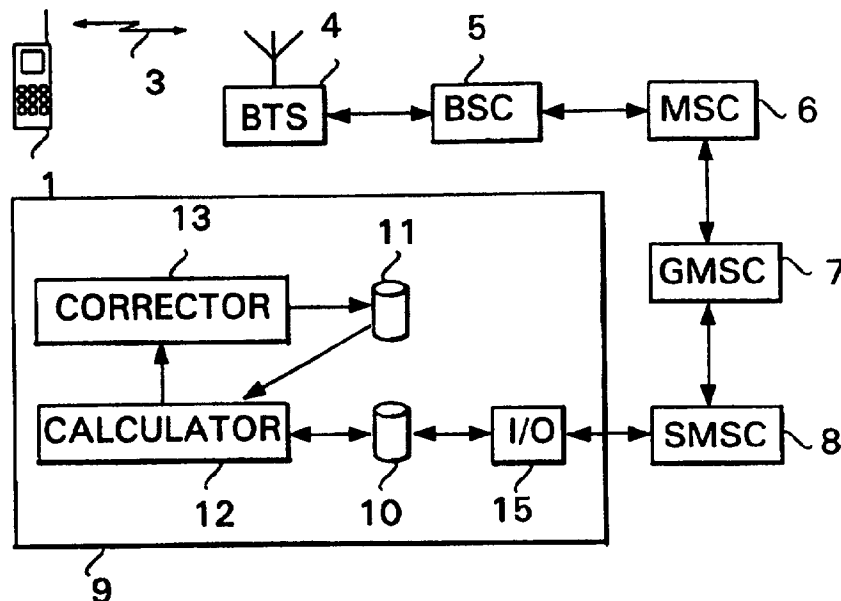 3
4
BTS
5
BSC
MSC
6
1
13
CORRECTOR
11
GMSC
7
CALCULATOR
12
10
I/O
15
SMSC
8
9